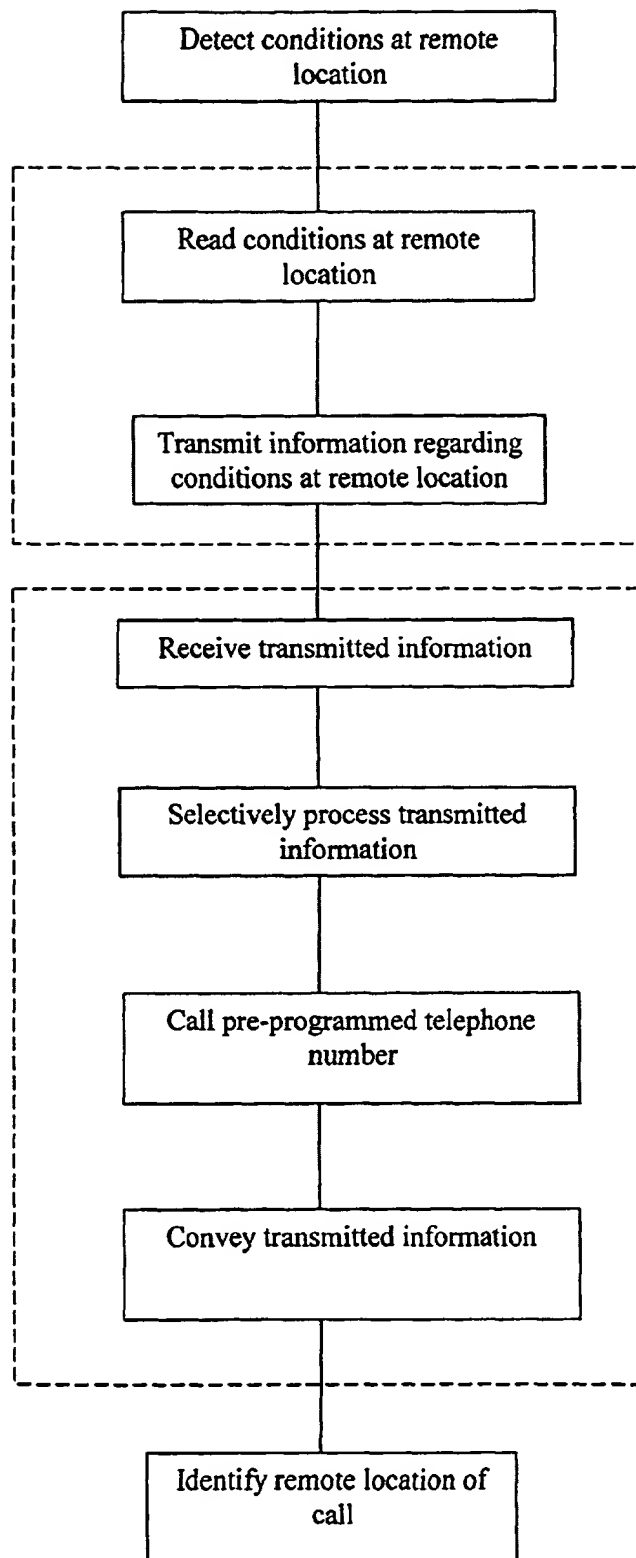 Detect conditions at remote
location
Read conditions at remote
location
Transmit information regarding
conditions at remote location
Receive transmitted information
Selectively process transmitted
information
Call pre-programmed telephone
number
Convey transmitted information
Identify remote location of
call